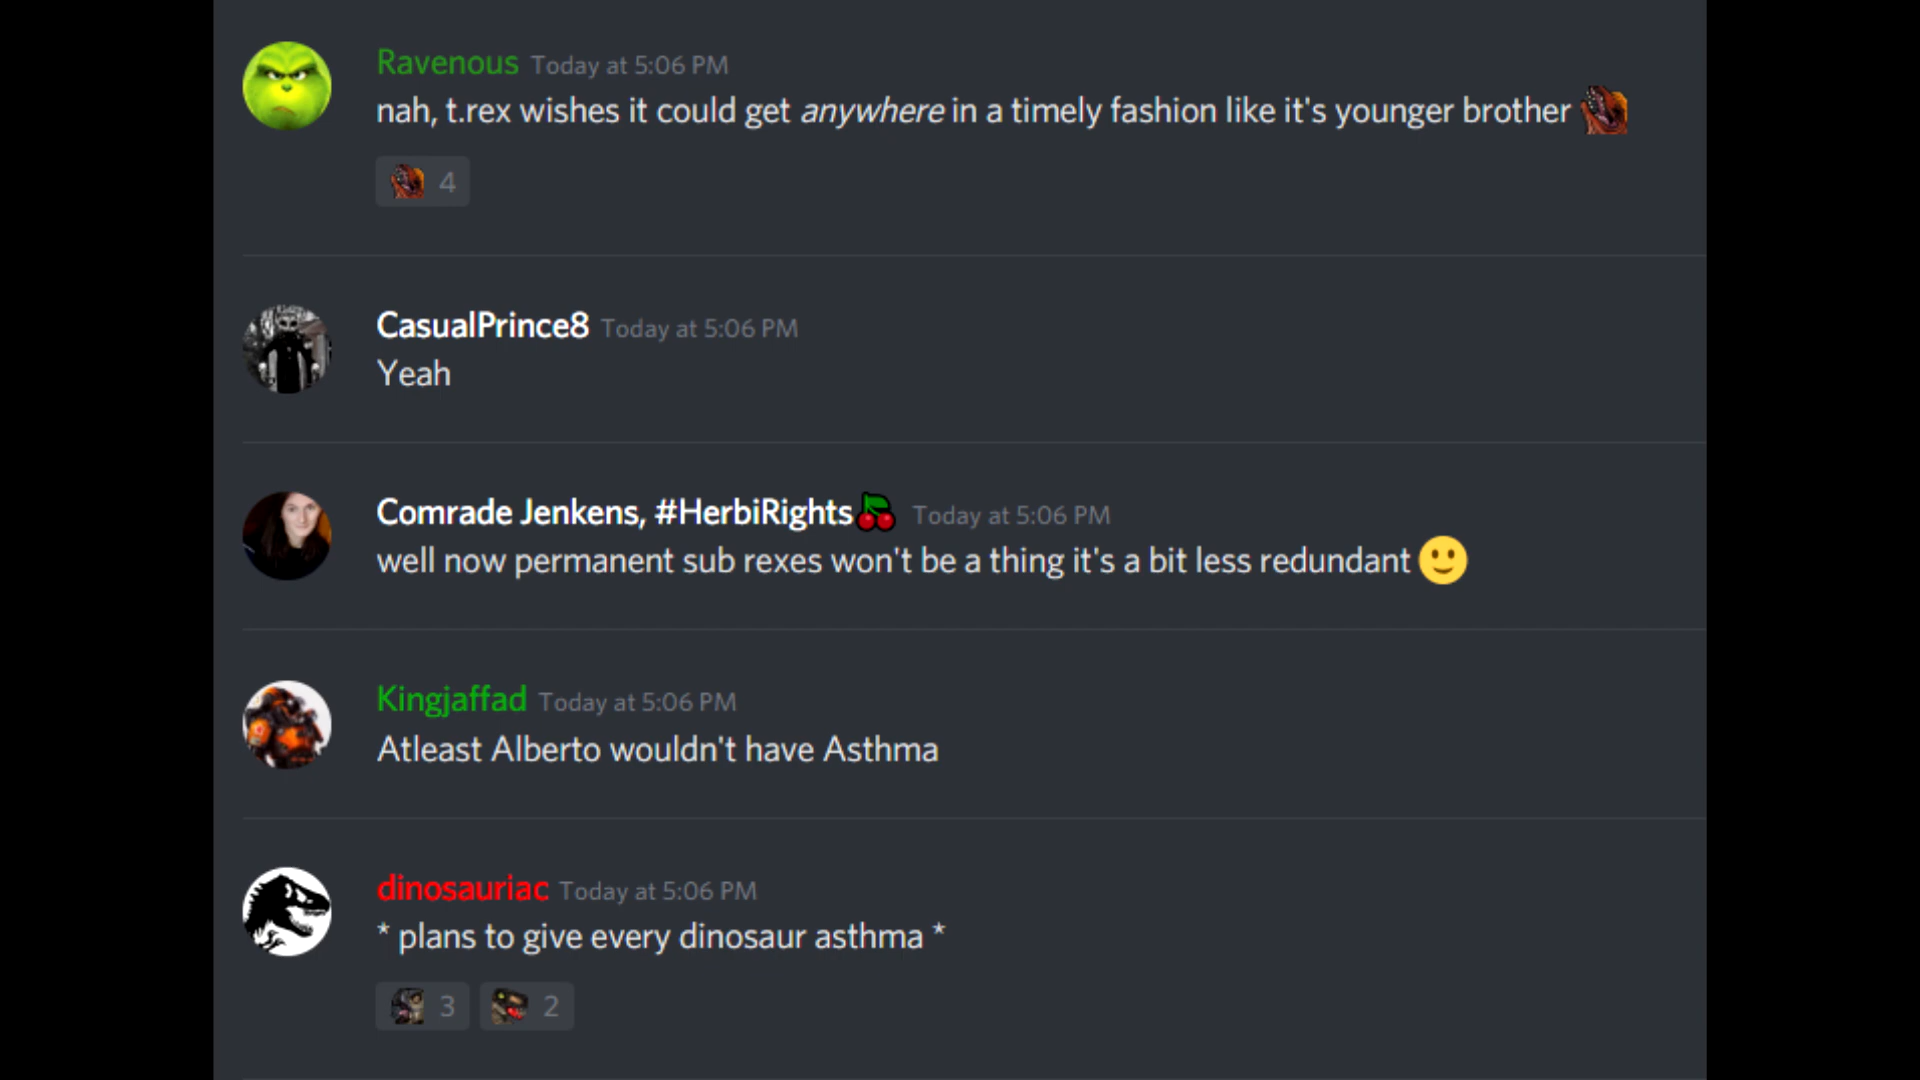 Ravenous Today at 5:06 PM
nah, t.rex wishes it could get anywhere in a timely fashion like it's younger brother
4
CasualPrince8 Today at 5:06 PM
Yeah
Comrade Jenkens, #HerbiRights🍒 Today at 5:06 PM
well now permanent sub rexes won't be a thing it's a bit less redundant 🙂
Kingjaffad Today at 5:06 PM
Atleast Alberto wouldn't have Asthma
dinosauriac Today at 5:06 PM
* plans to give every dinosaur asthma *
3 2